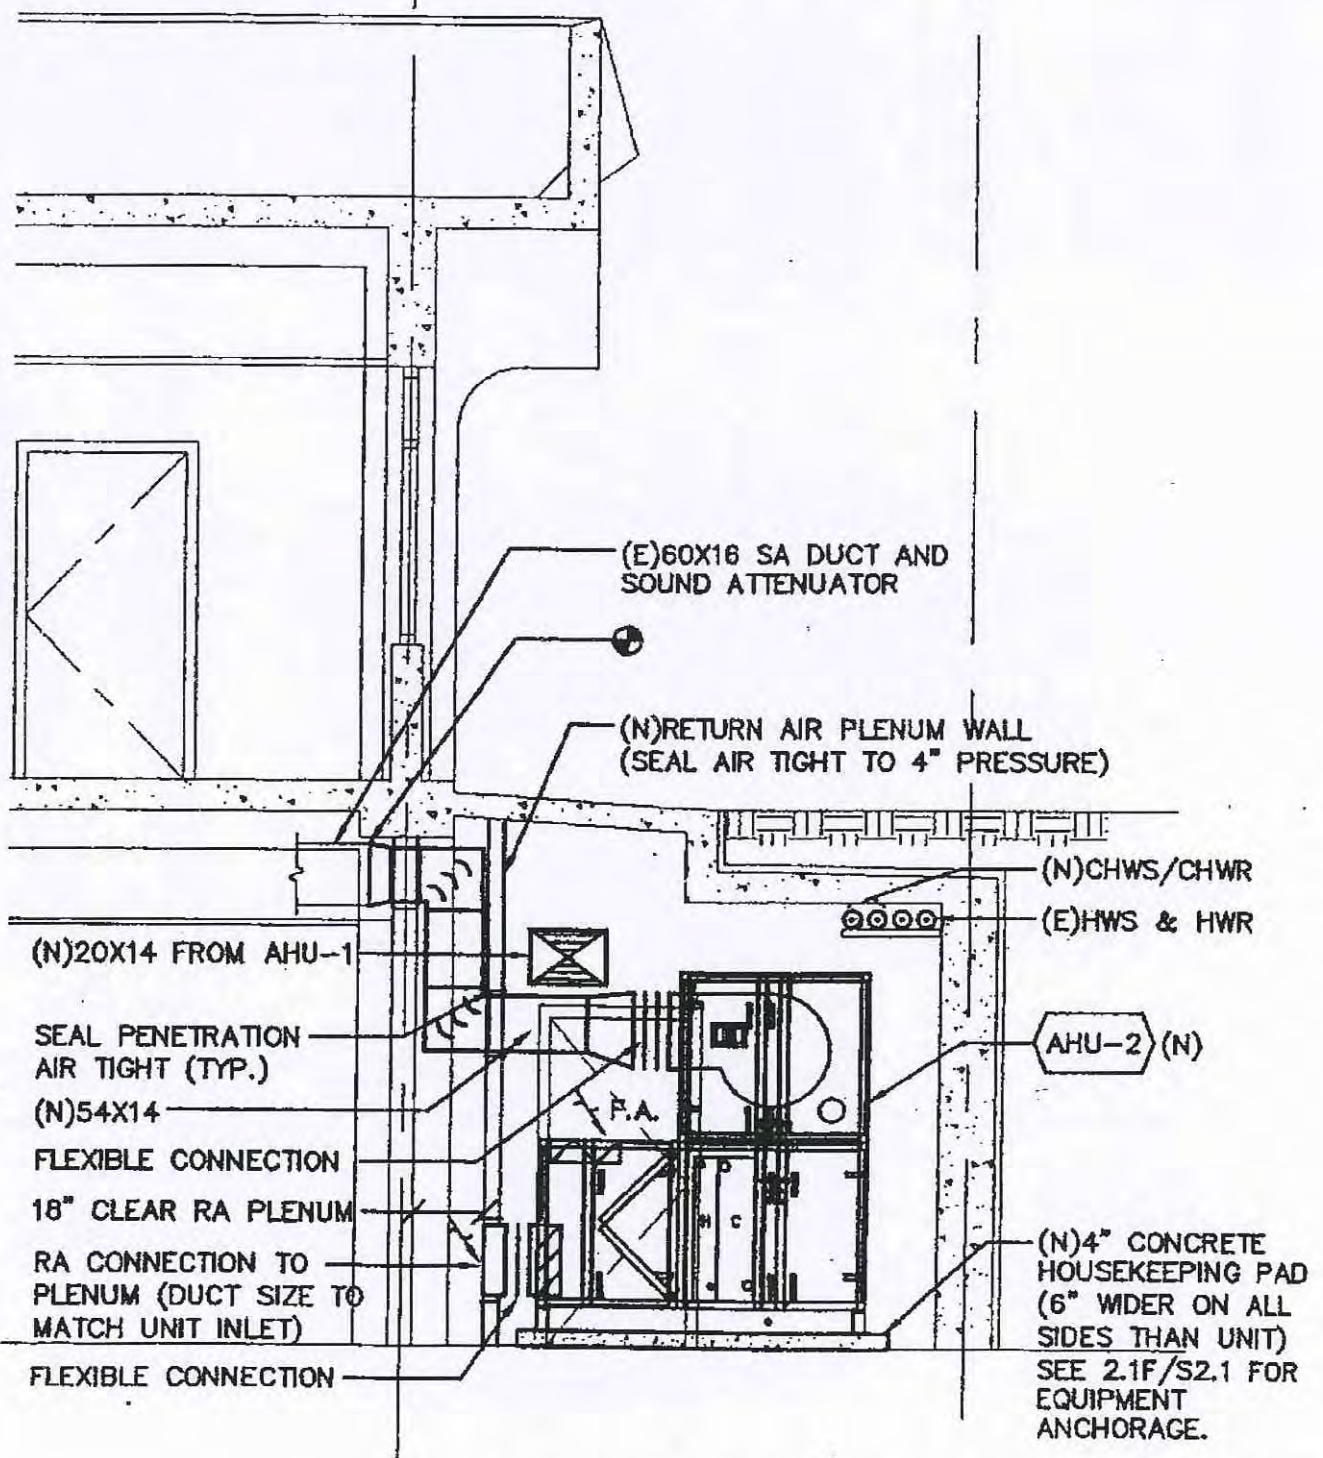 (E)60X16 SA DUCT AND
SOUND ATTENUATOR
(N)RETURN AIR PLENUM WALL
(SEAL AIR TIGHT TO 4" PRESSURE)
(N)CHWS/CHWR
(E)HWS & HWR
(N)20X14 FROM AHU-1
SEAL PENETRATION
AIR TIGHT (TYP.)
AHU-2 (N)
(N)54X14
F.A.
FLEXIBLE CONNECTION
18" CLEAR RA PLENUM
H C
RA CONNECTION TO
PLENUM (DUCT SIZE TO
MATCH UNIT INLET)
FLEXIBLE CONNECTION
(N)4" CONCRETE
HOUSEKEEPING PAD
(6" WIDER ON ALL
SIDES THAN UNIT)
SEE 2.1F/S2.1 FOR
EQUIPMENT
ANCHORAGE.